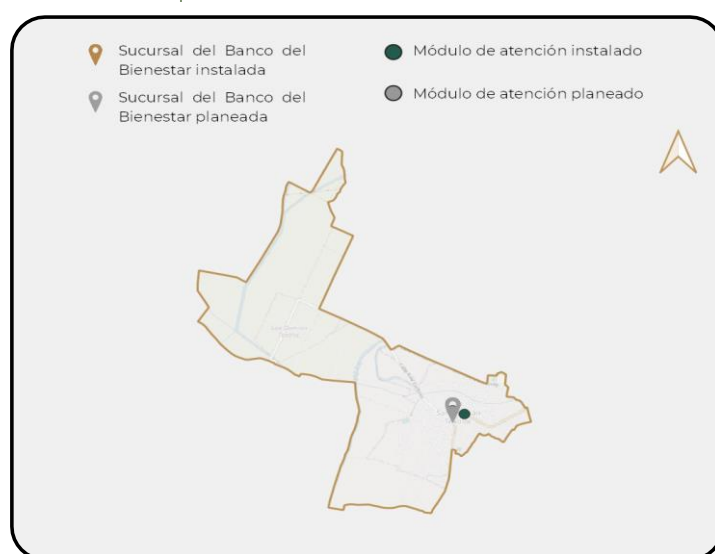 Sucursal del Banco del
Bienestar instalada
Sucursal del Banco del
Bienestar planeada
Módulo de atención instalado
Módulo de atención planeado